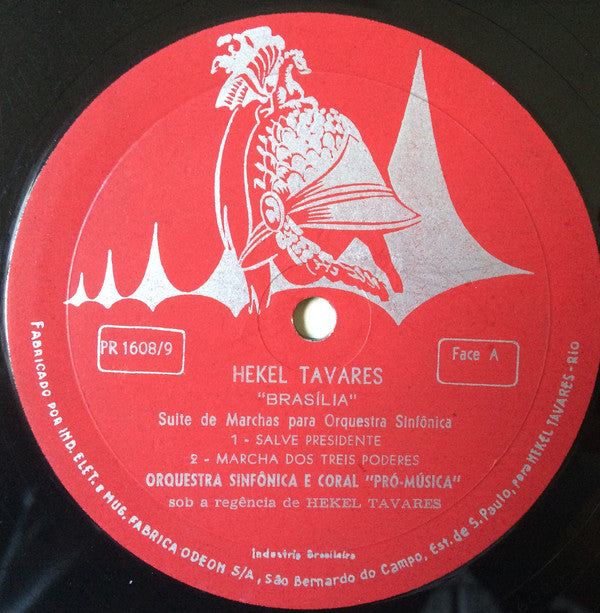 PR 1608/9
Face A
HEKEL TAVARES
"BRASÍLIA"
Suite de Marchas para Orquestra Sinfônica
1 - SALVE PRESIDENTE
2 - MARCHA DOS TREIS PODERES
ORQUESTRA SINFÔNICA E CORAL "PRÓ-MÚSICA"
sob a regência de HEKEL TAVARES
Industria Brasileira
FABRICADO POR IND. ELET. e MUS. FABRICA ODEON S/A, São Bernardo do Campo, Est. de S. Paulo, para HEKEL TAVARES-RIO